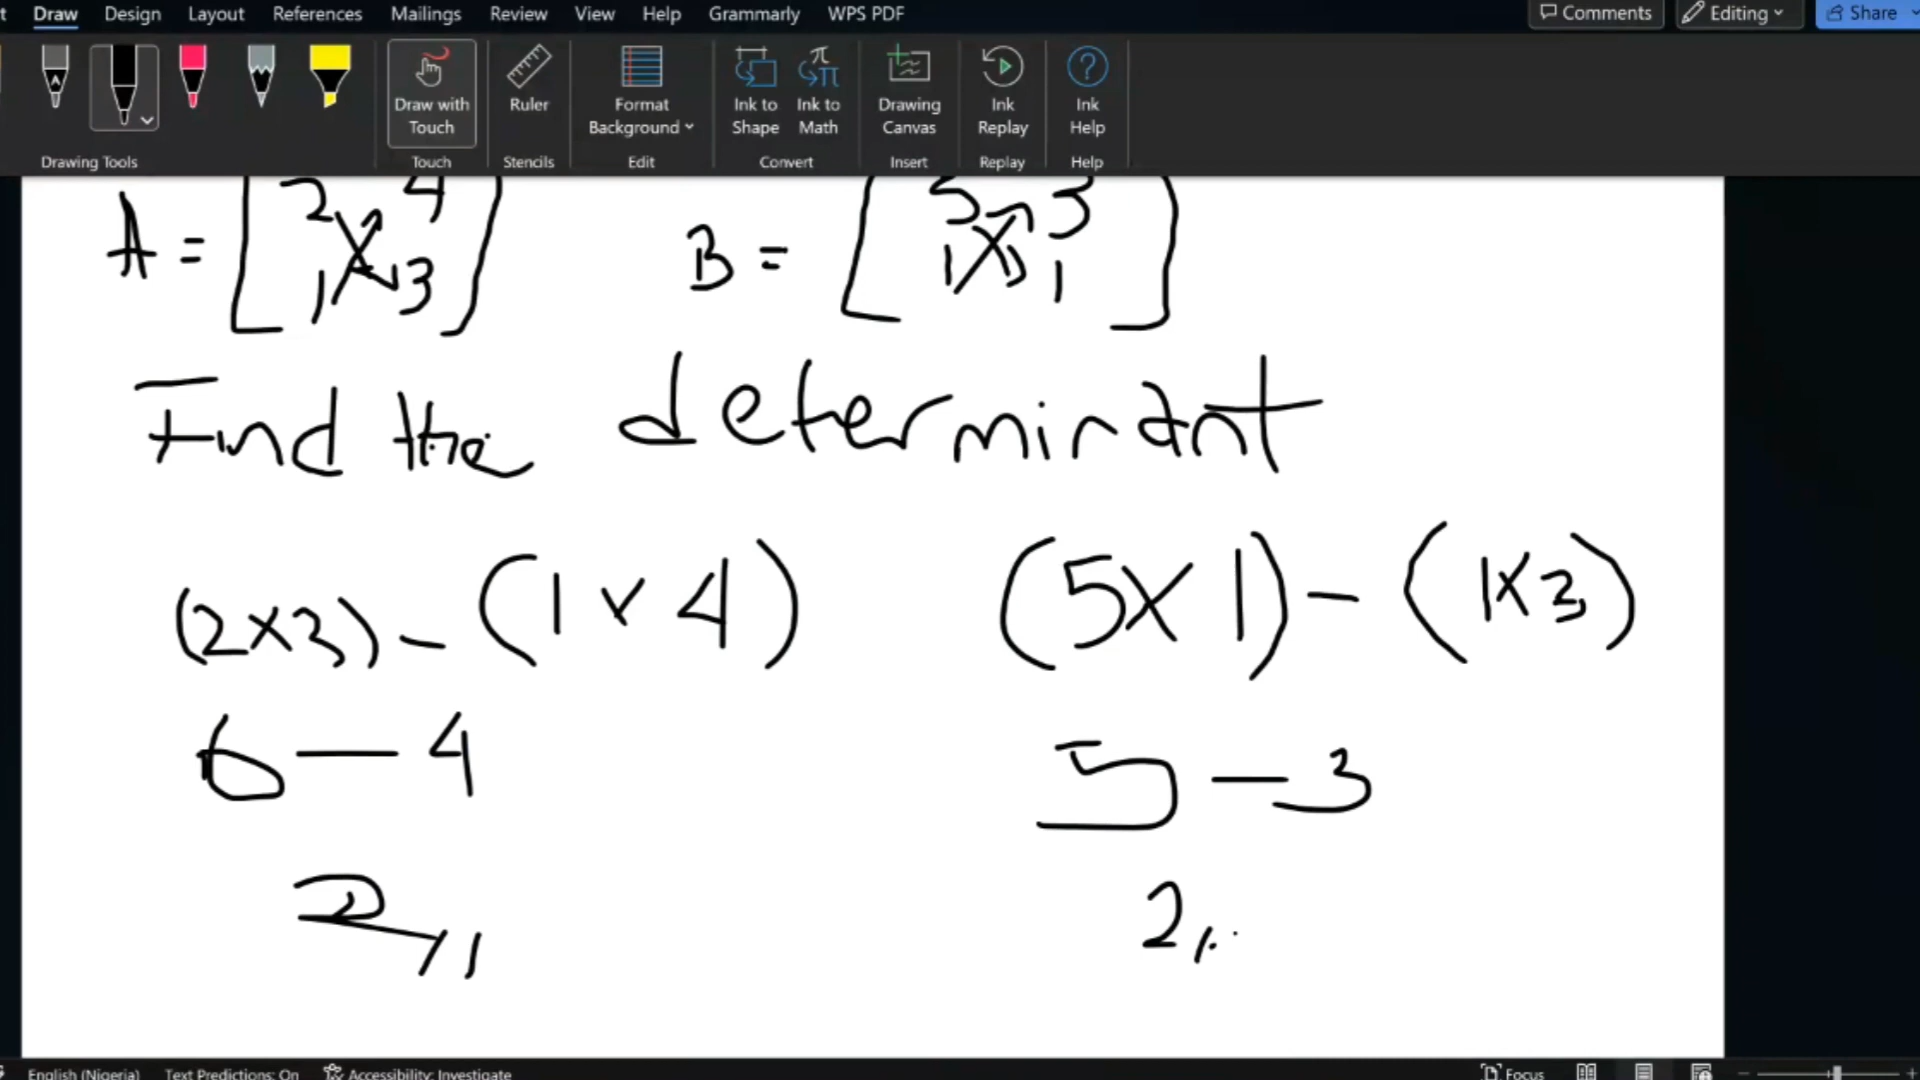 Draw Design Layout References Mailings Review View Help Grammarly WPS PDF Comments Editing Share
Draw with Touch
Ruler
Format Background
Ink to Shape
Ink to Math
Drawing Canvas
Ink Replay
Ink Help
Drawing Tools Touch Stencils Edit Convert Insert Replay Help
A = [ 2 4
1 3 ]
B = [ 5 3
1 1 ]
Find the determinant
(2 x 3) - (1 x 4) (5 x 1) - (1 x 3)
6 - 4 5 - 3
2 2
English (Nigeria) Text Predictions: On Accessibility: Investigate Focus